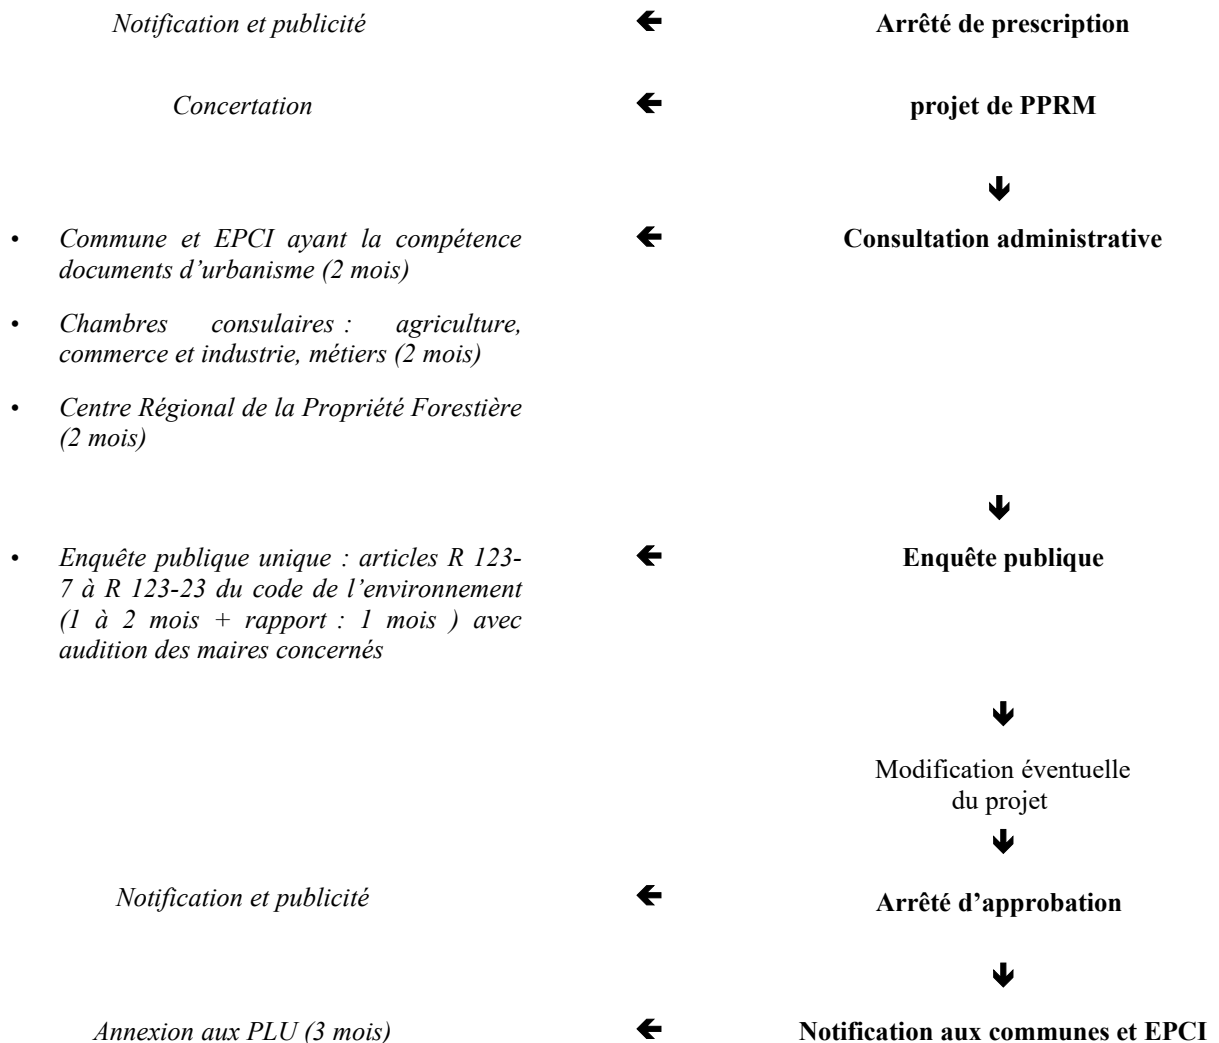 Notification et publicité 🡸 Arrêté de prescription
Concertation 🡸 projet de PPRM
🡻
• Commune et EPCI ayant la compétence 🡸 Consultation administrative
documents d’urbanisme (2 mois)
• Chambres consulaires : agriculture,
commerce et industrie, métiers (2 mois)
• Centre Régional de la Propriété Forestière
(2 mois)
🡻
• Enquête publique unique : articles R 123- 🡸 Enquête publique
7 à R 123-23 du code de l’environnement
(1 à 2 mois + rapport : 1 mois ) avec
audition des maires concernés
🡻
Modification éventuelle
du projet
🡻
Notification et publicité 🡸 Arrêté d’approbation
🡻
Annexion aux PLU (3 mois) 🡸 Notification aux communes et EPCI